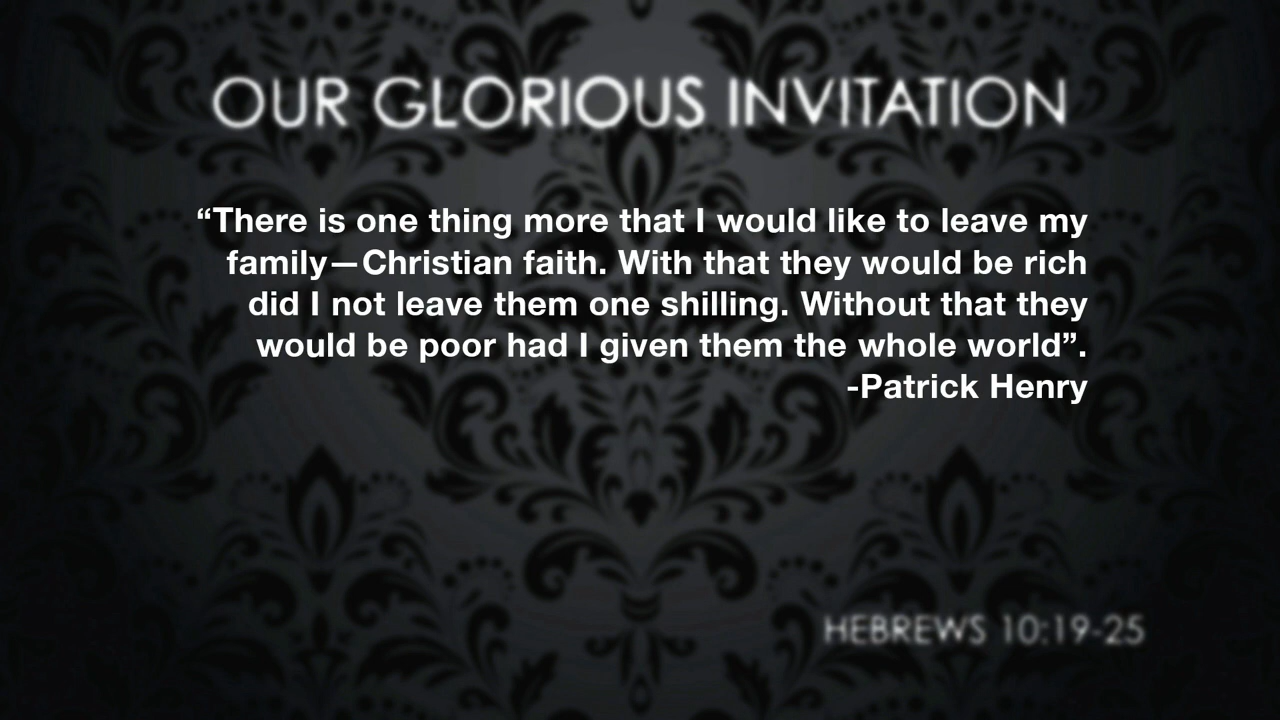 OUR GLORIOUS INVITATION
“There is one thing more that I would like to leave my
family—Christian faith. With that they would be rich
did I not leave them one shilling. Without that they
would be poor had I given them the whole world”.
-Patrick Henry
HEBREWS 10:19-25